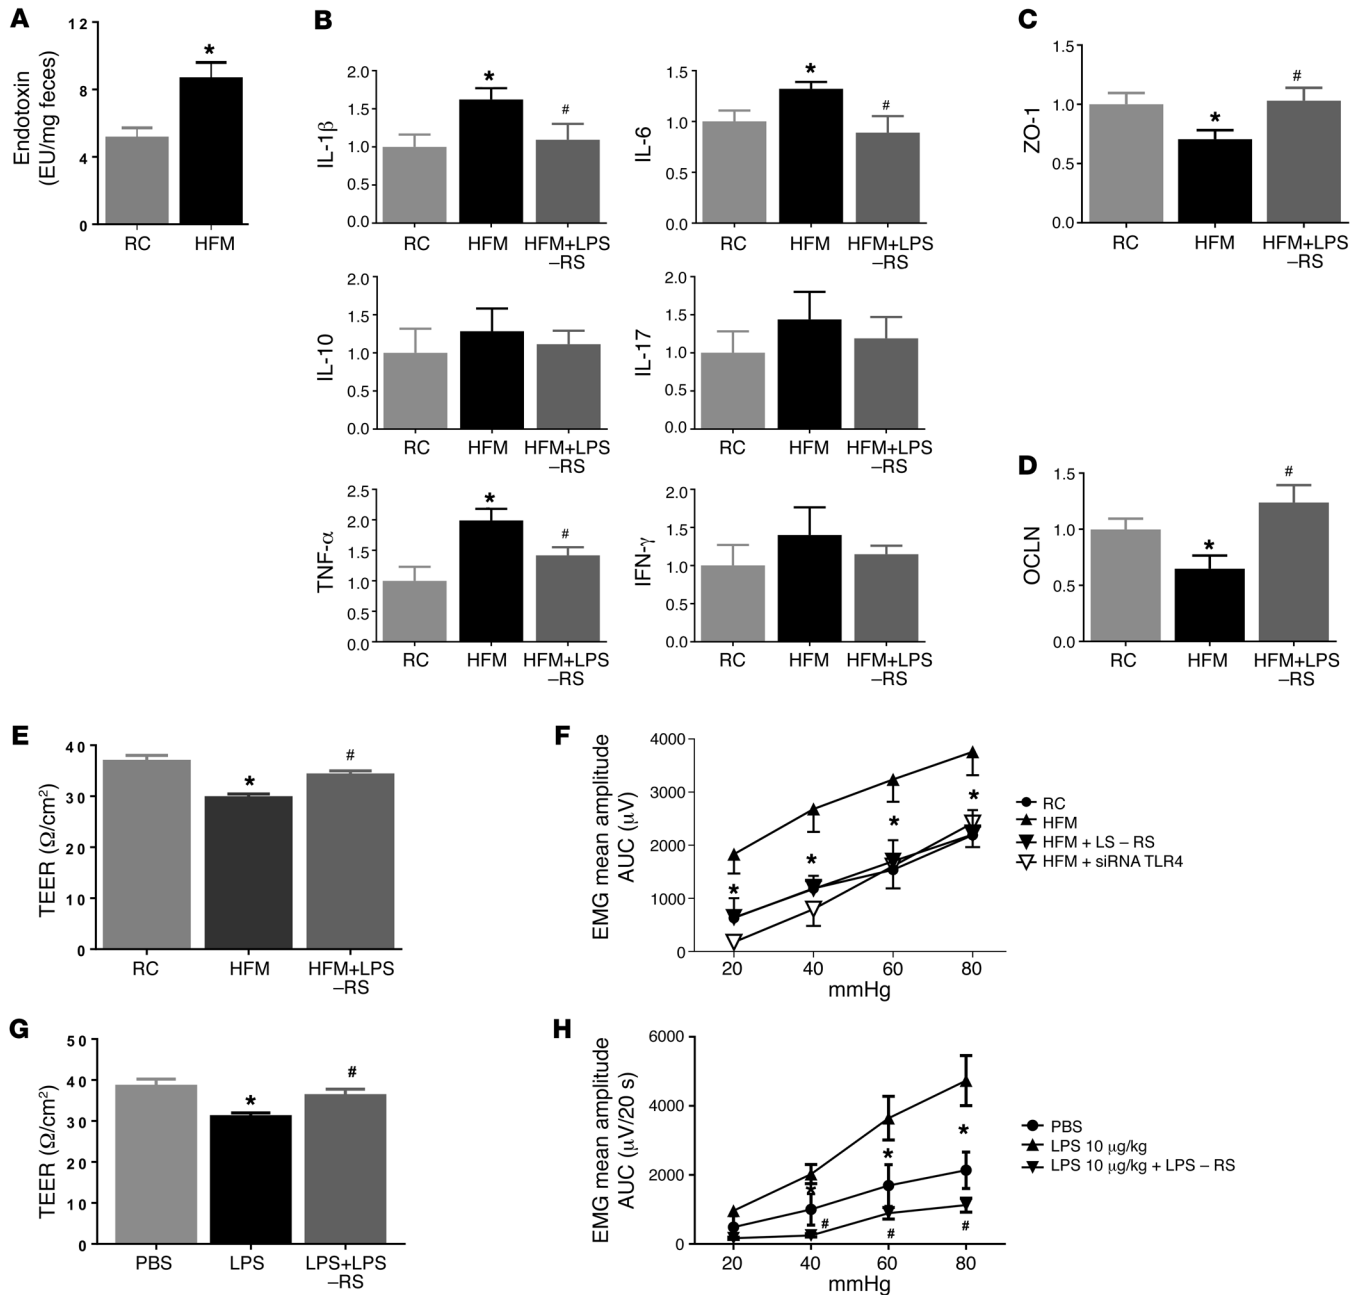 A
Endotoxin
(EU/mg feces)
12
8
4
0
*
RC
HFM
B
IL-1β
2.0
1.5
1.0
0.5
0.0
*
#
RC
HFM
HFM+LPS
–RS
IL-6
1.5
1.0
0.5
0.0
*
#
RC
HFM
HFM+LPS
–RS
IL-10
2.0
1.5
1.0
0.5
0.0
RC
HFM
HFM+LPS
–RS
IL-17
2.0
1.5
1.0
0.5
0.0
RC
HFM
HFM+LPS
–RS
TNF-α
2.5
2.0
1.5
1.0
0.5
0.0
*
#
RC
HFM
HFM+LPS
–RS
IFN-γ
2.0
1.5
1.0
0.5
0.0
RC
HFM
HFM+LPS
–RS
C
ZO-1
1.5
1.0
0.5
0.0
*
#
RC
HFM
HFM+LPS
–RS
D
OCLN
1.5
1.0
0.5
0.0
*
#
RC
HFM
HFM+LPS
–RS
E
TEER (Ω/cm²)
40
30
20
10
0
*
#
RC
HFM
HFM+LPS
–RS
F
EMG mean amplitude
AUC (μV)
4000
3000
2000
1000
0
*
*
*
*
20
40
60
80
mmHg
RC
HFM
HFM + LS – RS
HFM + siRNA TLR4
G
TEER (Ω/cm²)
50
40
30
20
10
0
*
#
PBS
LPS
LPS+LPS
–RS
H
EMG mean amplitude
AUC (μV/20 s)
6000
4000
2000
0
*
*
*
#
#
#
20
40
60
80
mmHg
PBS
LPS 10 μg/kg
LPS 10 μg/kg + LPS – RS